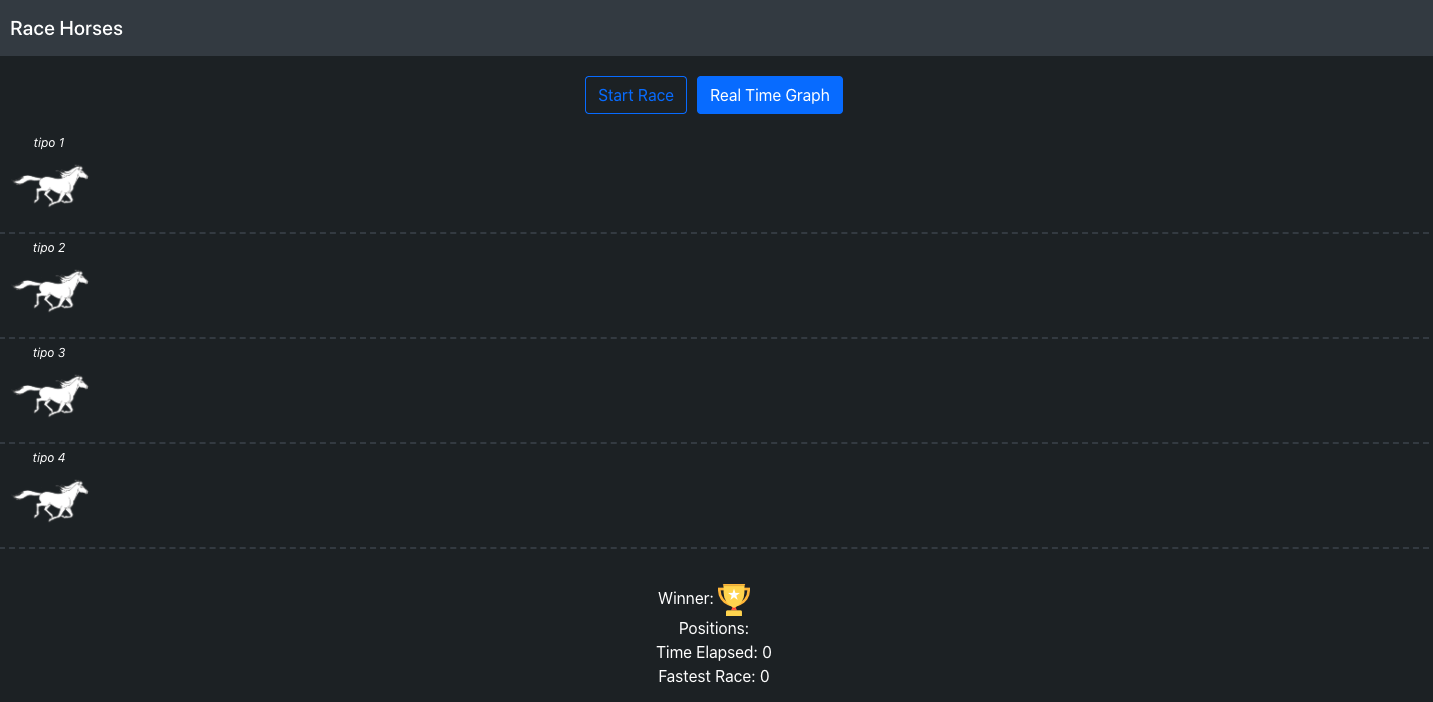 Race Horses
Start Race Real Time Graph
tipo 1
tipo 2
tipo 3
tipo 4
Winner:
Positions:
Time Elapsed: 0
Fastest Race: 0